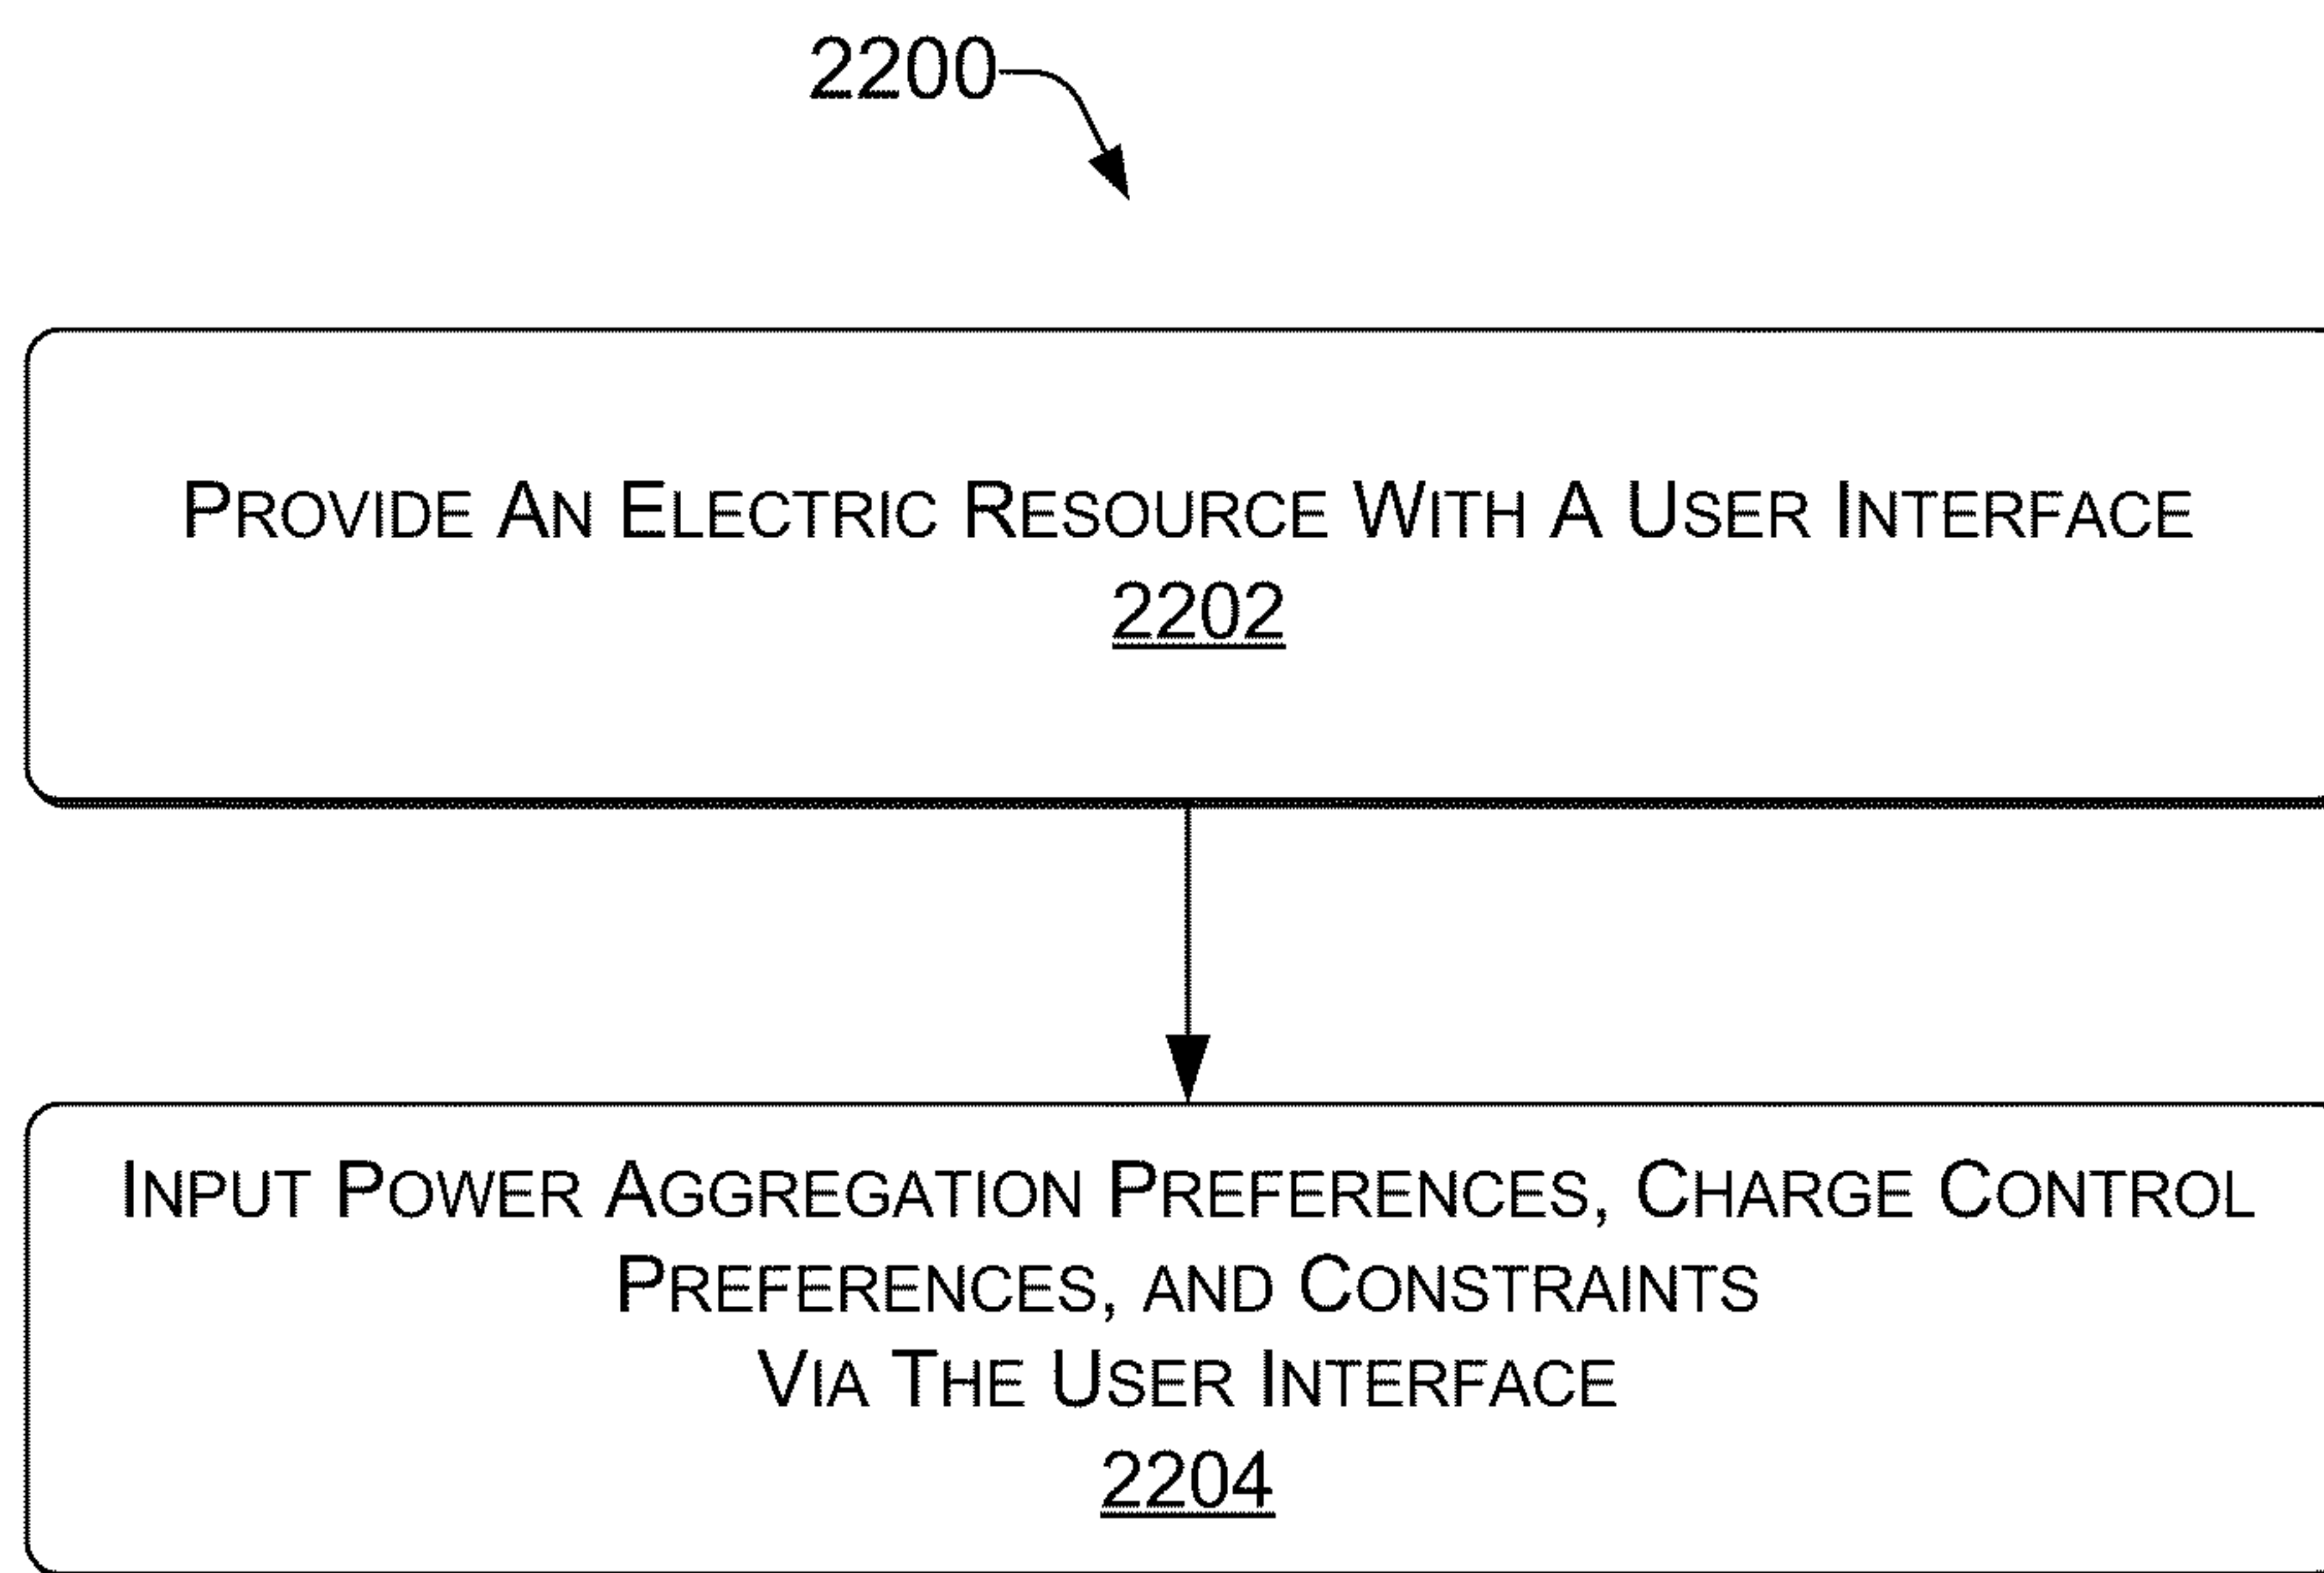 2200
PROVIDE AN ELECTRIC RESOURCE WITH A USER INTERFACE
2202
INPUT POWER AGGREGATION PREFERENCES, CHARGE CONTROL
PREFERENCES, AND CONSTRAINTS
VIA THE USER INTERFACE
2204